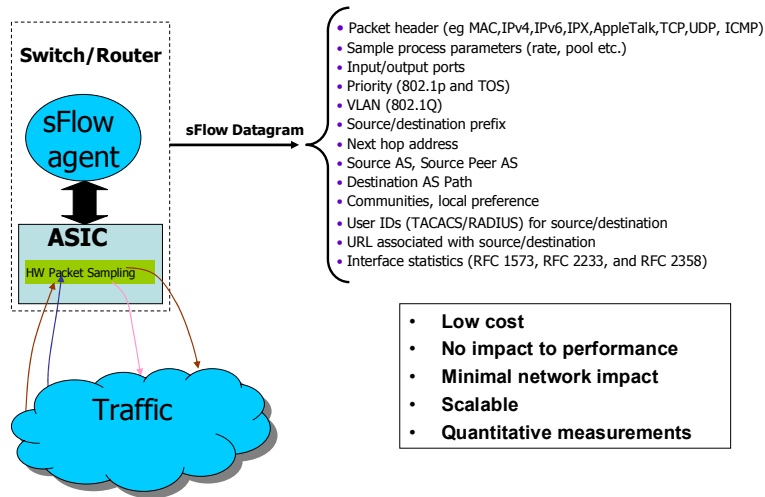 Switch/Router
sFlow
agent
ASIC
HW Packet Sampling
Traffic
sFlow Datagram
• Packet header (eg MAC,IPv4,IPv6,IPX,AppleTalk,TCP,UDP, ICMP)
• Sample process parameters (rate, pool etc.)
• Input/output ports
• Priority (802.1p and TOS)
• VLAN (802.1Q)
• Source/destination prefix
• Next hop address
• Source AS, Source Peer AS
• Destination AS Path
• Communities, local preference
• User IDs (TACACS/RADIUS) for source/destination
• URL associated with source/destination
• Interface statistics (RFC 1573, RFC 2233, and RFC 2358)
• Low cost
• No impact to performance
• Minimal network impact
• Scalable
• Quantitative measurements